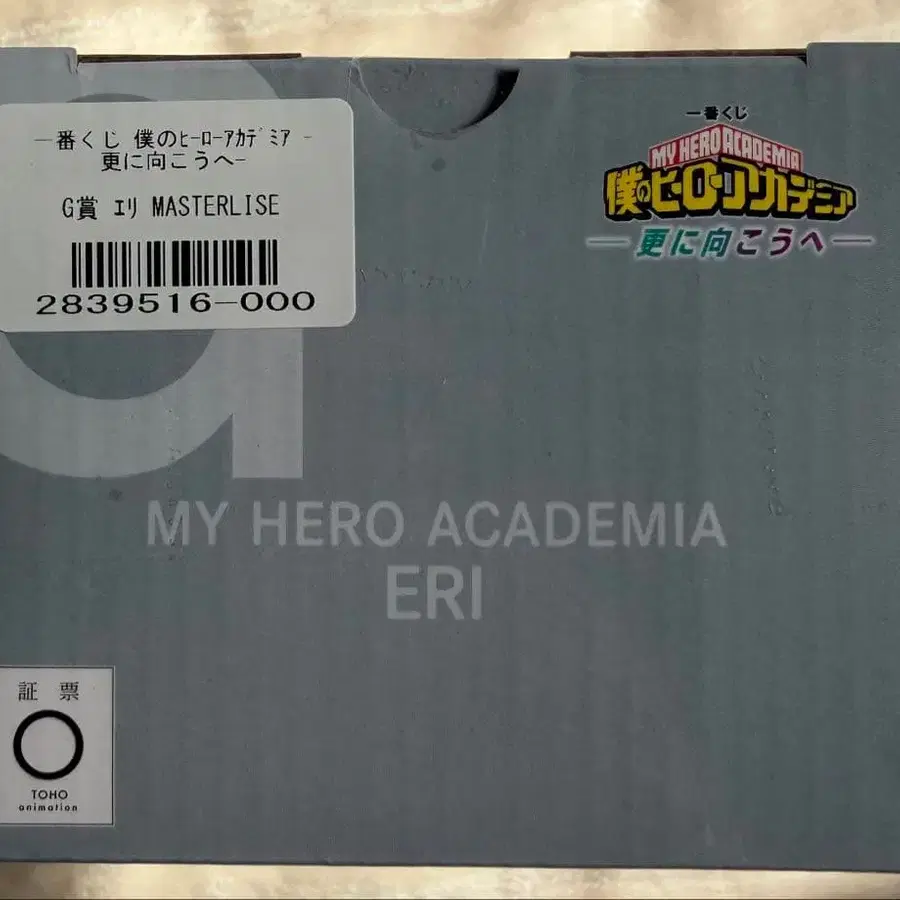 一番くじ 僕のﾋｰﾛｰｱｶﾃﾞﾐｱ -
更に向こうへ-
G賞 ｴﾘ MASTERLISE
2839516-000
一番くじ
MY HERO ACADEMIA
僕のヒーローアカデミア
更に向こうへ
MY HERO ACADEMIA
ERI
証票
TOHO
animation